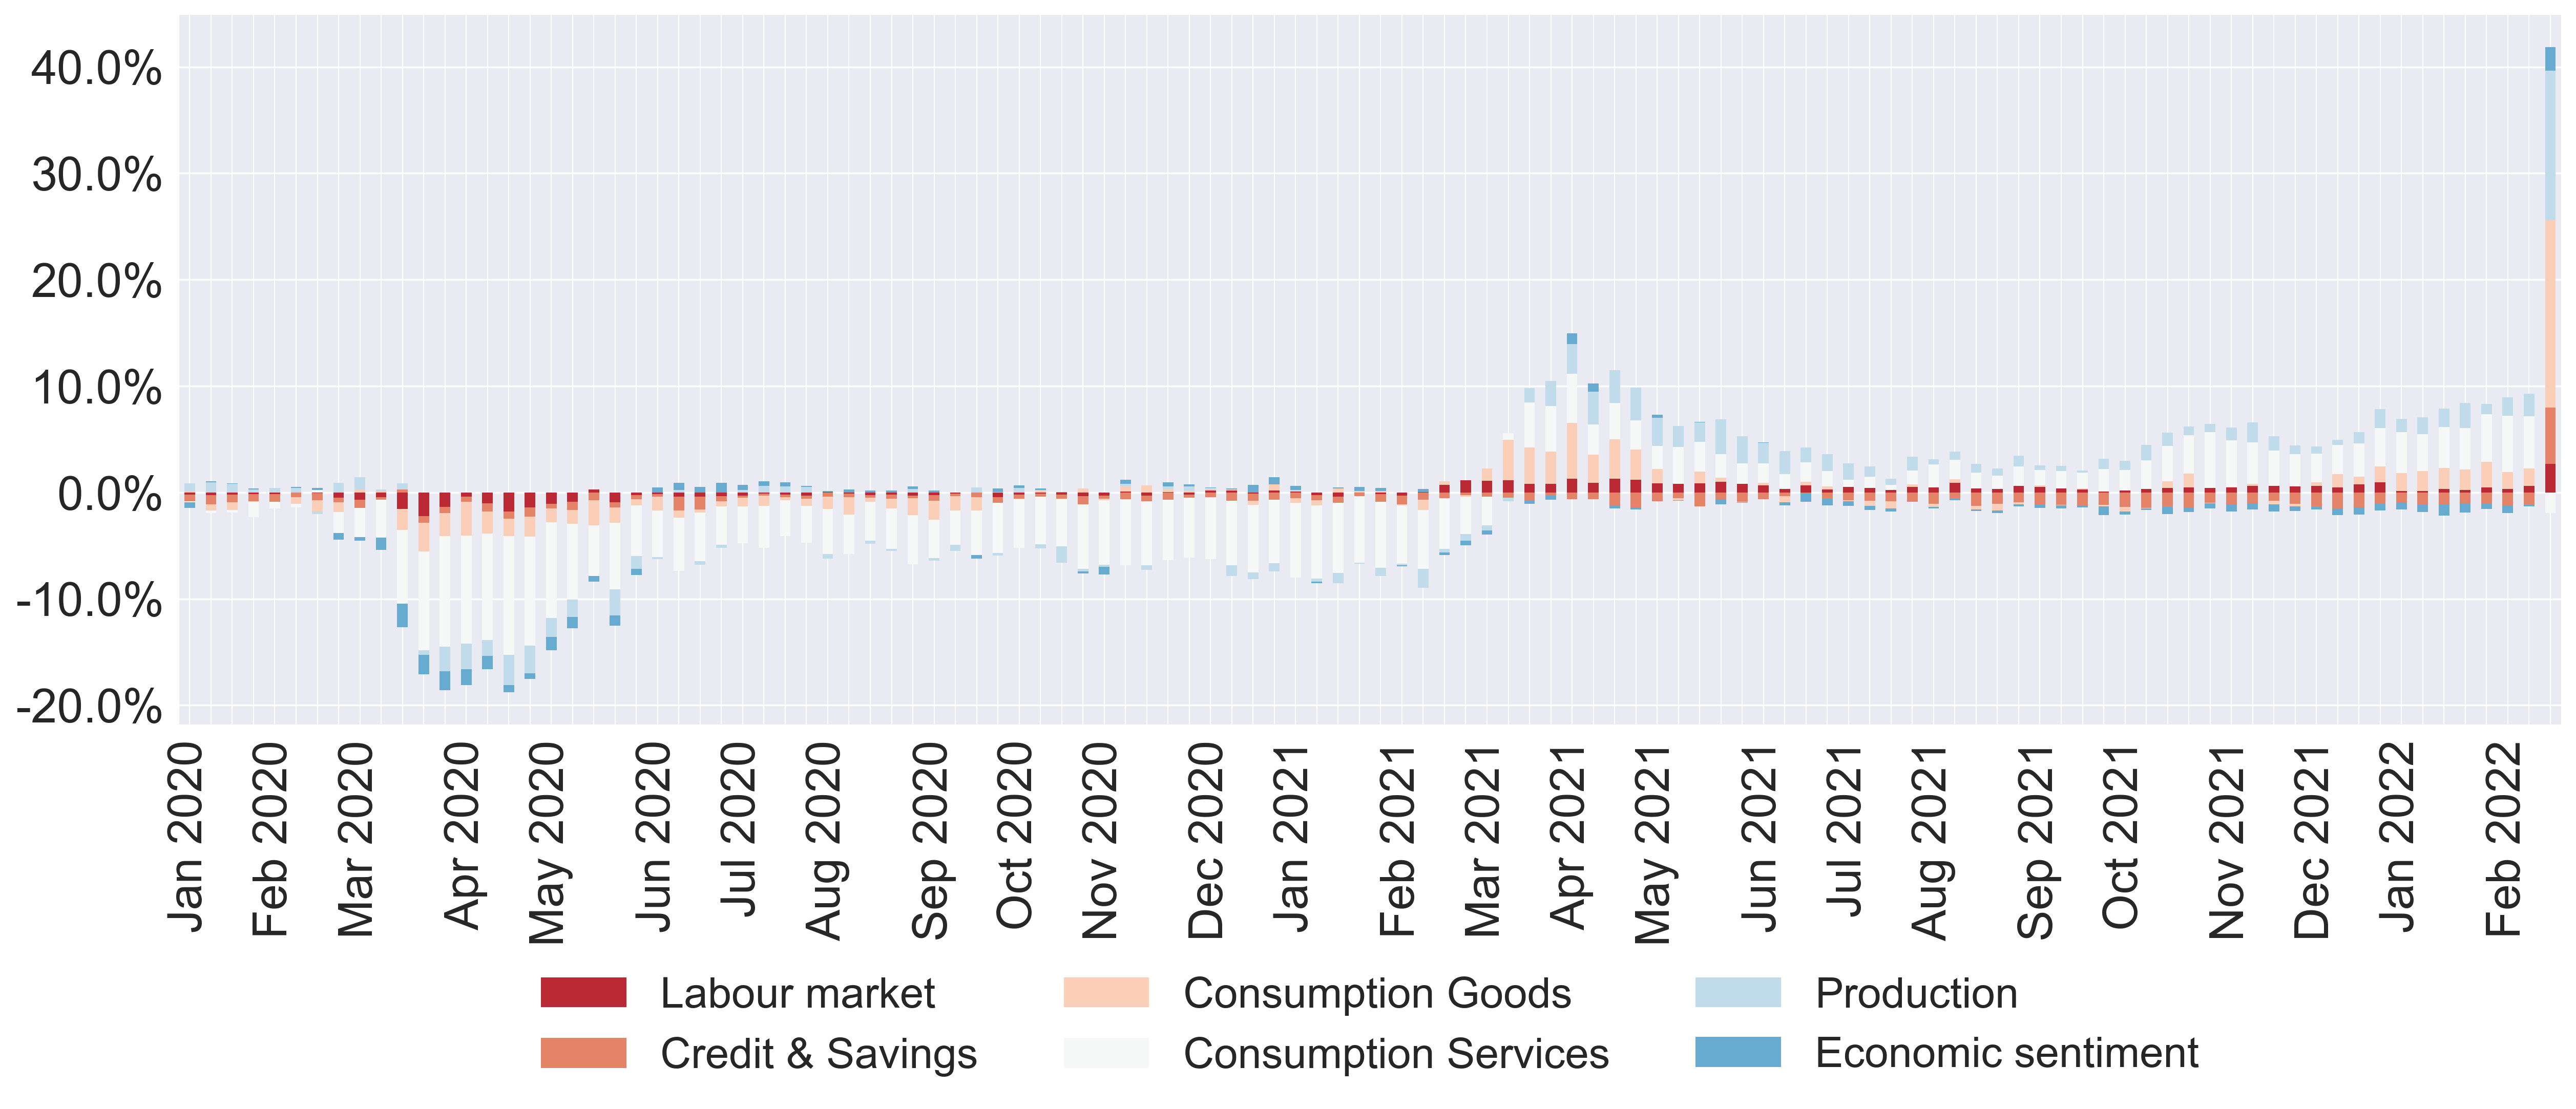 40.0%
30.0%
20.0%
10.0%
0.0%
-10.0%
-20.0%
Jan 2020
Feb 2020
Mar 2020
Apr 2020
May 2020
Jun 2020
Jul 2020
Aug 2020
Sep 2020
Oct 2020
Nov 2020
Dec 2020
Jan 2021
Feb 2021
Mar 2021
Apr 2021
May 2021
Jun 2021
Jul 2021
Aug 2021
Sep 2021
Oct 2021
Nov 2021
Dec 2021
Jan 2022
Feb 2022
Labour market
Credit & Savings
Consumption Goods
Consumption Services
Production
Economic sentiment